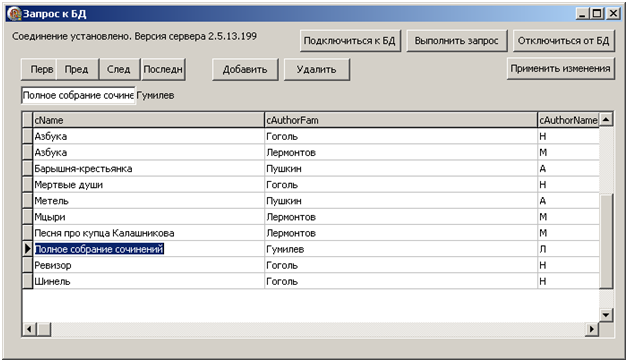 Запрос к БД
Соединение установлено. Версия сервера 2.5.13.199
Подключиться к БД Выполнить запрос Отключиться от БД
Перв Пред След Последн Добавить Удалить Применить изменения
Полное собрание сочине Гумилев
cName cAuthorFam cAuthorName
Азбука Гоголь Н
Азбука Лермонтов М
Барышня-крестьянка Пушкин А
Мертвые души Гоголь Н
Метель Пушкин А
Мцыри Лермонтов М
Песня про купца Калашникова Лермонтов М
Полное собрание сочинений Гумилев Л
Ревизор Гоголь Н
Шинель Гоголь Н